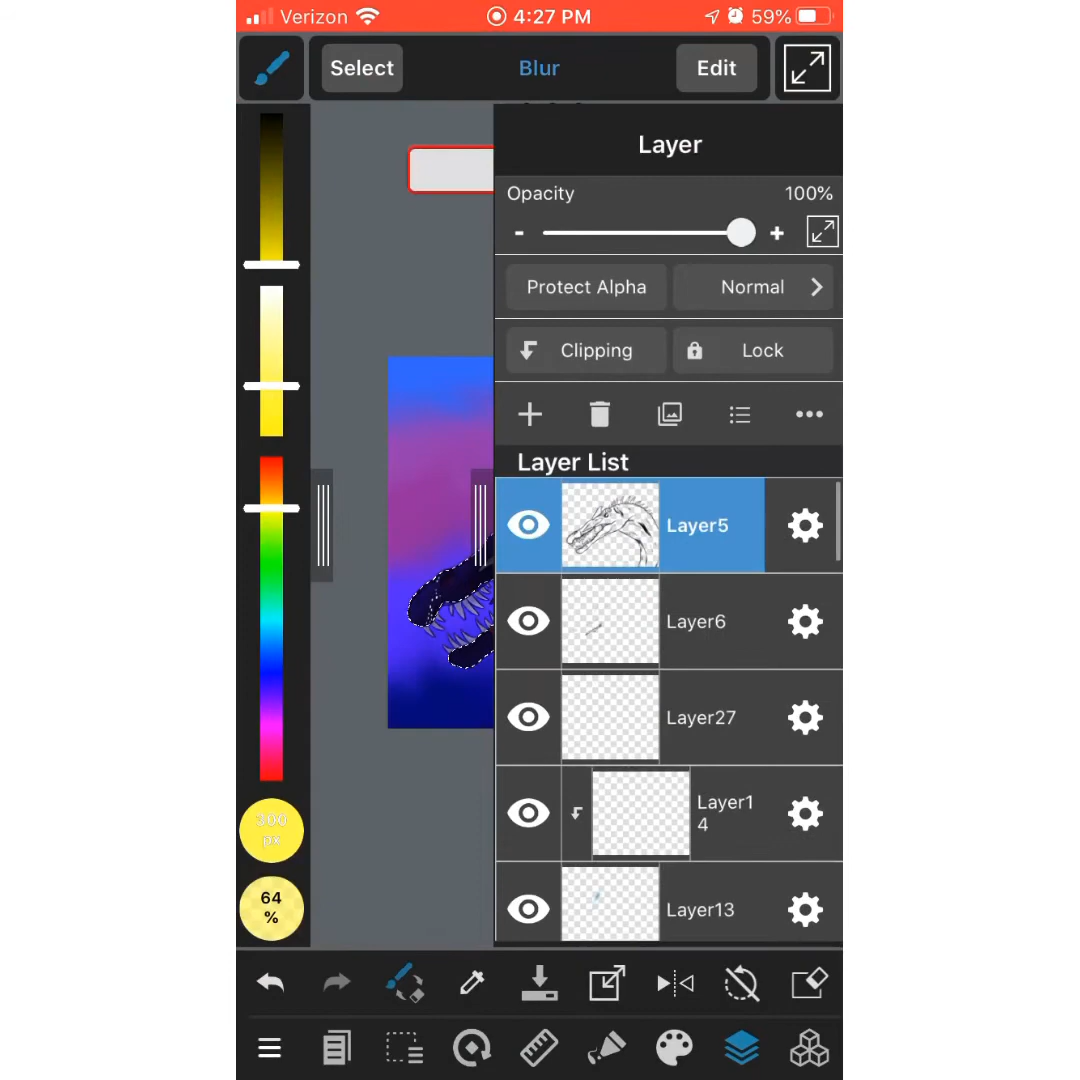 Verizon 4:27 PM 59%
Select Blur Edit
Layer
Opacity 100%
- +
Protect Alpha Normal
Clipping Lock
Layer List
Layer5
Layer6
Layer27
Layer1
4
Layer13
300
px
64
%